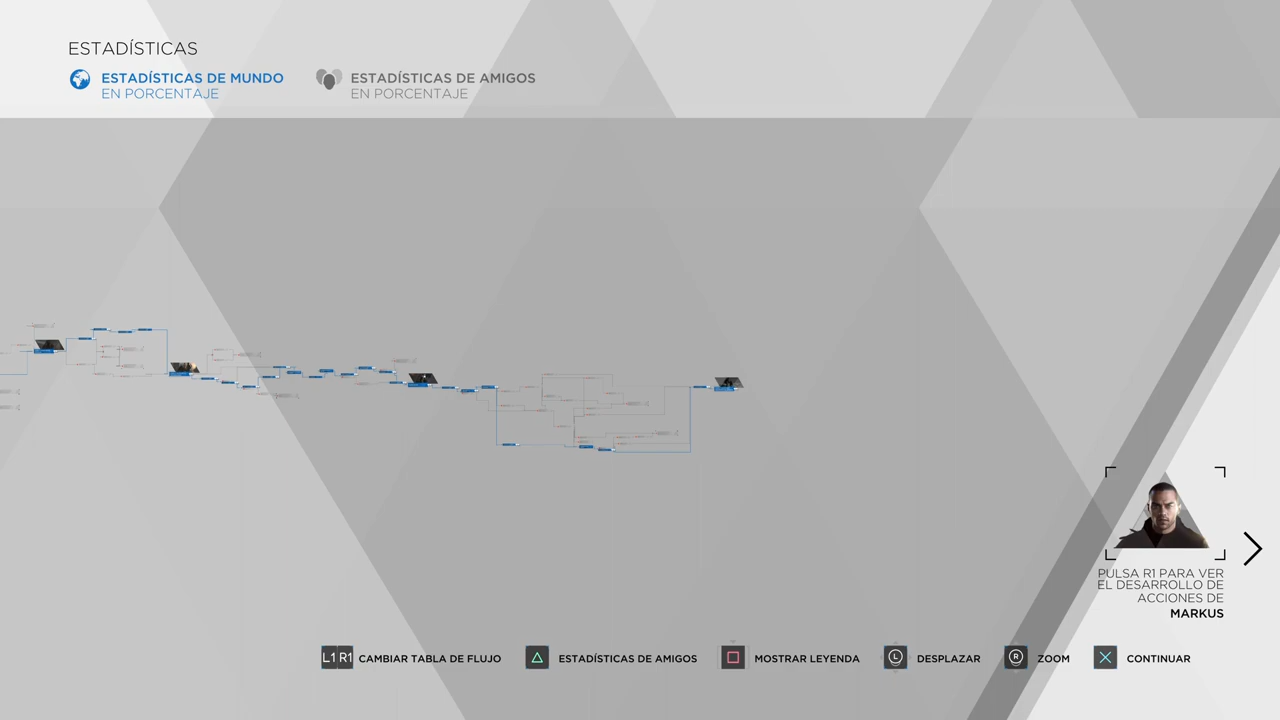 ESTADÍSTICAS
ESTADÍSTICAS DE MUNDO
EN PORCENTAJE
ESTADÍSTICAS DE AMIGOS
EN PORCENTAJE
PULSA R1 PARA VER
EL DESARROLLO DE
ACCIONES DE
MARKUS
L1 R1 CAMBIAR TABLA DE FLUJO
ESTADÍSTICAS DE AMIGOS
MOSTRAR LEYENDA
L DESPLAZAR
R ZOOM
CONTINUAR